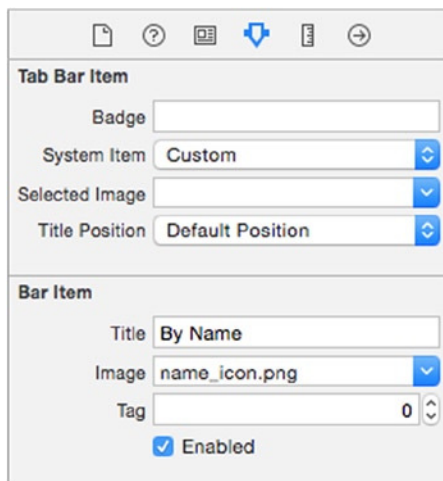 Tab Bar Item
Badge
System Item Custom
Selected Image
Title Position Default Position
Bar Item
Title By Name
Image name_icon.png
Tag 0
Enabled